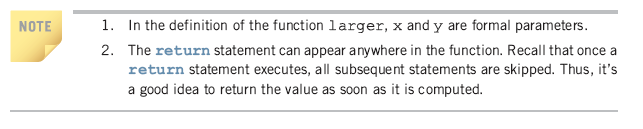 NOTE
1. In the definition of the function larger, x and y are formal parameters.
2. The return statement can appear anywhere in the function. Recall that once a
return statement executes, all subsequent statements are skipped. Thus, it's
a good idea to return the value as soon as it is computed.